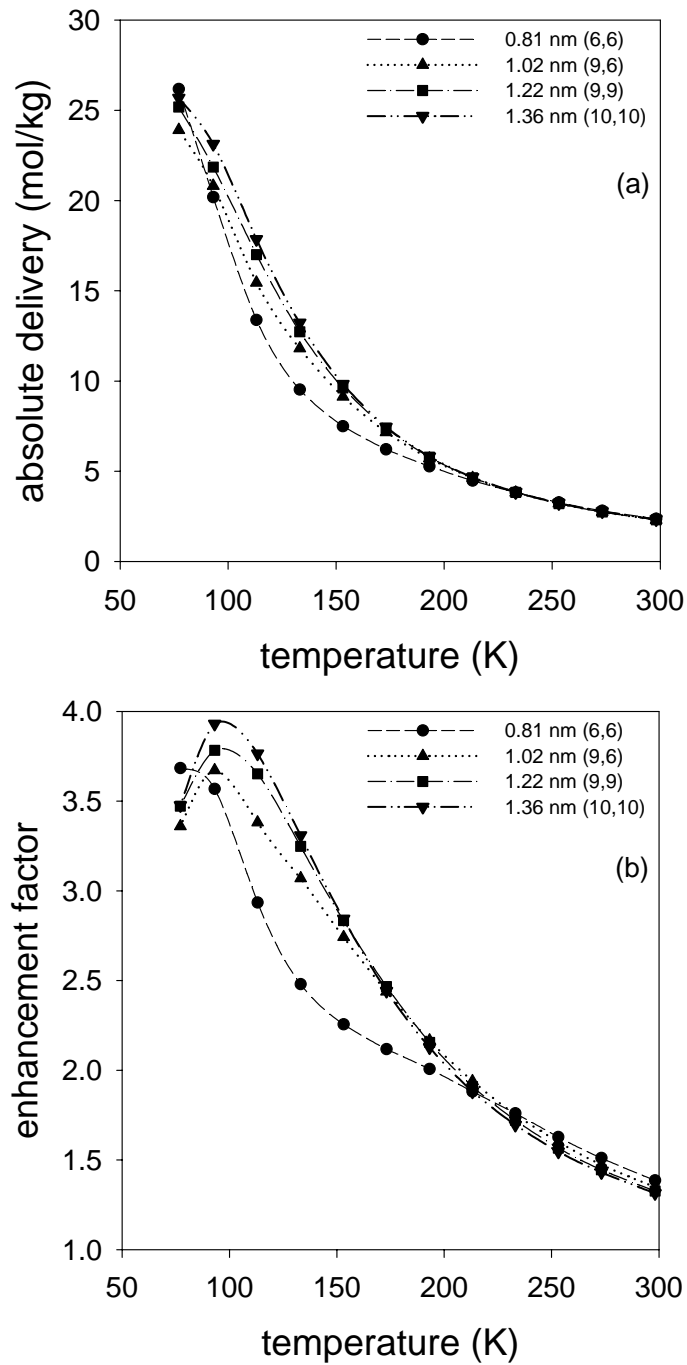 30
25
20
15
10
5
0
absolute delivery (mol/kg)
0.81 nm (6,6)
1.02 nm (9,6)
1.22 nm (9,9)
1.36 nm (10,10)
(a)
50 100 150 200 250 300
temperature (K)
4.0
3.5
3.0
2.5
2.0
1.5
1.0
enhancement factor
0.81 nm (6,6)
1.02 nm (9,6)
1.22 nm (9,9)
1.36 nm (10,10)
(b)
50 100 150 200 250 300
temperature (K)